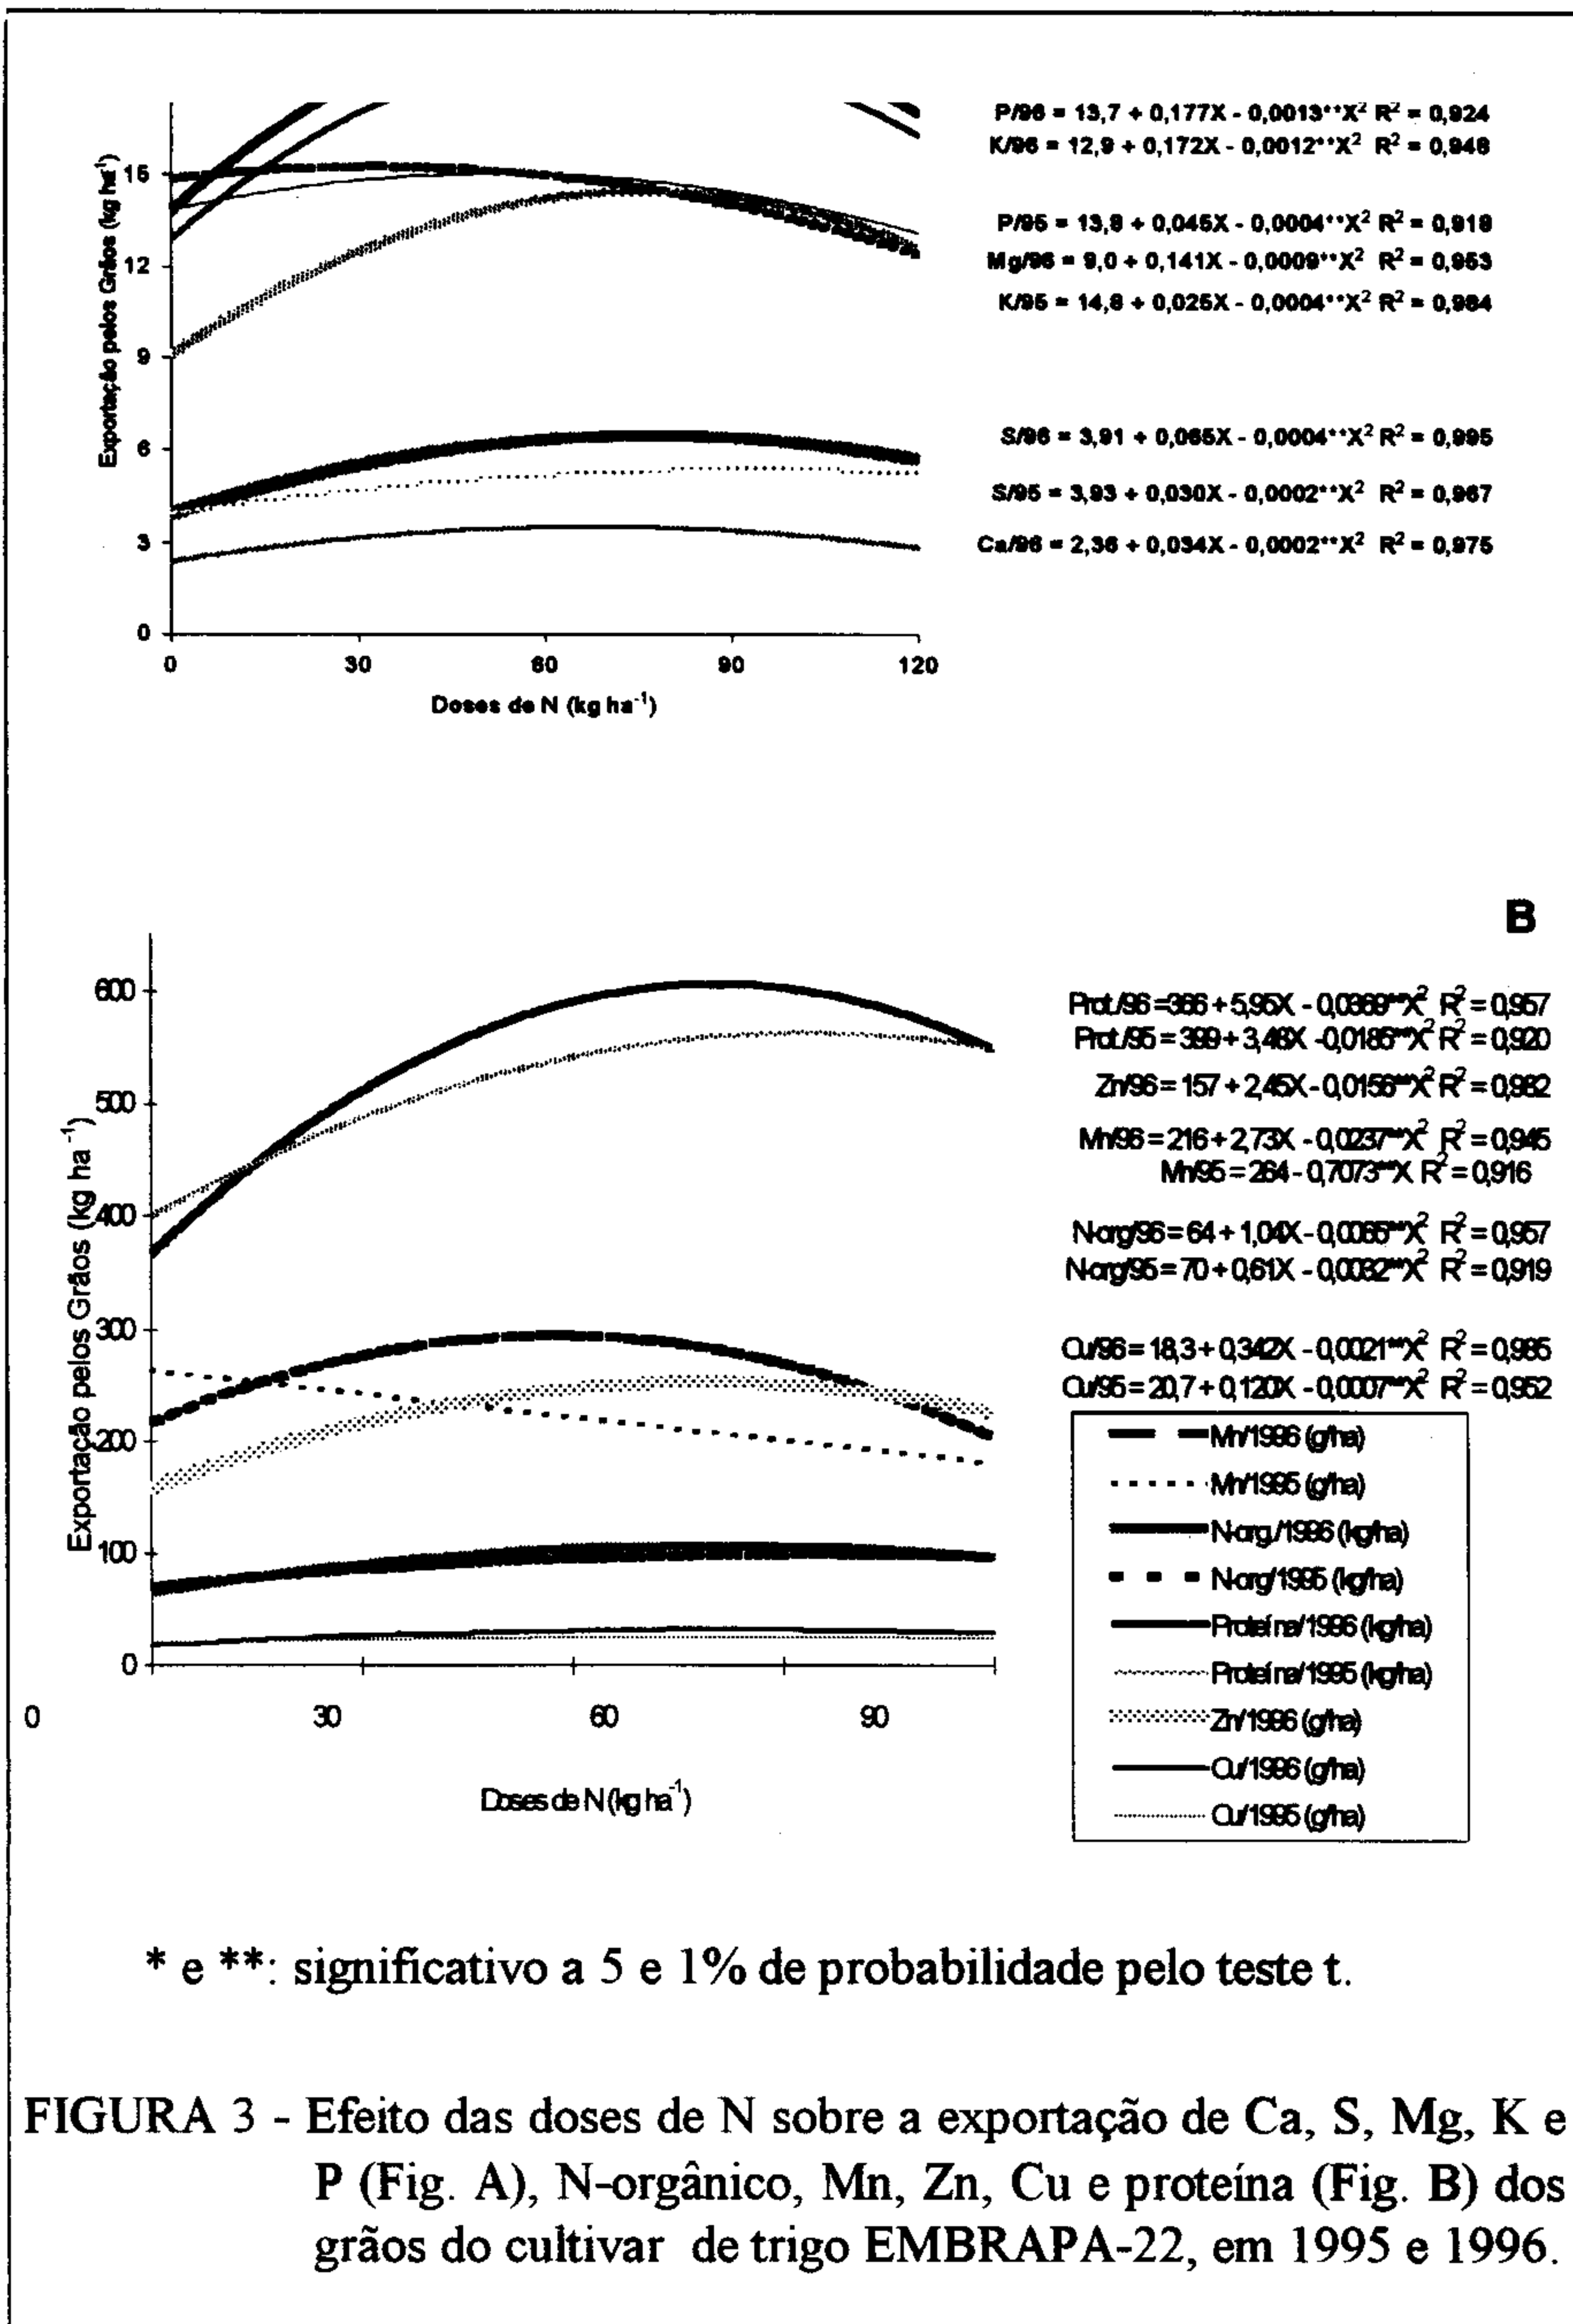 P/96 = 13,7 + 0,177X - 0,0013**X² R² = 0,924
K/96 = 12,9 + 0,172X - 0,0012**X² R² = 0,948
P/95 = 13,8 + 0,045X - 0,0004**X² R² = 0,918
Mg/96 = 9,0 + 0,141X - 0,0009**X² R² = 0,953
K/95 = 14,8 + 0,025X - 0,0004**X² R² = 0,984
S/96 = 3,91 + 0,065X - 0,0004**X² R² = 0,995
S/95 = 3,93 + 0,030X - 0,0002**X² R² = 0,967
Ca/96 = 2,36 + 0,034X - 0,0002**X² R² = 0,975
Exportação pelos Grãos (kg ha⁻¹)
15
12
9
6
3
0
0 30 60 90 120
Doses de N (kg ha⁻¹)
B
Prot./96 = 366 + 5,95X - 0,0369**X² R² = 0,957
Prot./95 = 399 + 3,48X - 0,0185**X² R² = 0,920
Zn/96 = 157 + 2,45X - 0,0156**X² R² = 0,982
Mn/96 = 216 + 2,73X - 0,0237**X² R² = 0,945
Mn/95 = 264 - 0,7073**X R² = 0,916
N-org/96 = 64 + 1,04X - 0,0065**X² R² = 0,957
N-org/95 = 70 + 0,61X - 0,0032**X² R² = 0,919
Cu/96 = 18,3 + 0,342X - 0,0021**X² R² = 0,985
Cu/95 = 20,7 + 0,120X - 0,0007**X² R² = 0,952
Exportação pelos Grãos (kg ha⁻¹)
600
500
400
300
200
100
0
0 30 60 90
Doses de N (kg ha⁻¹)
Mn/1996 (g/ha)
Mn/1995 (g/ha)
N-org./1996 (kg/ha)
N-org/1995 (kg/ha)
Proteína/1996 (kg/ha)
Proteína/1995 (kg/ha)
Zn/1996 (g/ha)
Cu/1996 (g/ha)
Cu/1995 (g/ha)
* e **: significativo a 5 e 1% de probabilidade pelo teste t.
FIGURA 3 - Efeito das doses de N sobre a exportação de Ca, S, Mg, K e
P (Fig. A), N-orgânico, Mn, Zn, Cu e proteína (Fig. B) dos
grãos do cultivar de trigo EMBRAPA-22, em 1995 e 1996.